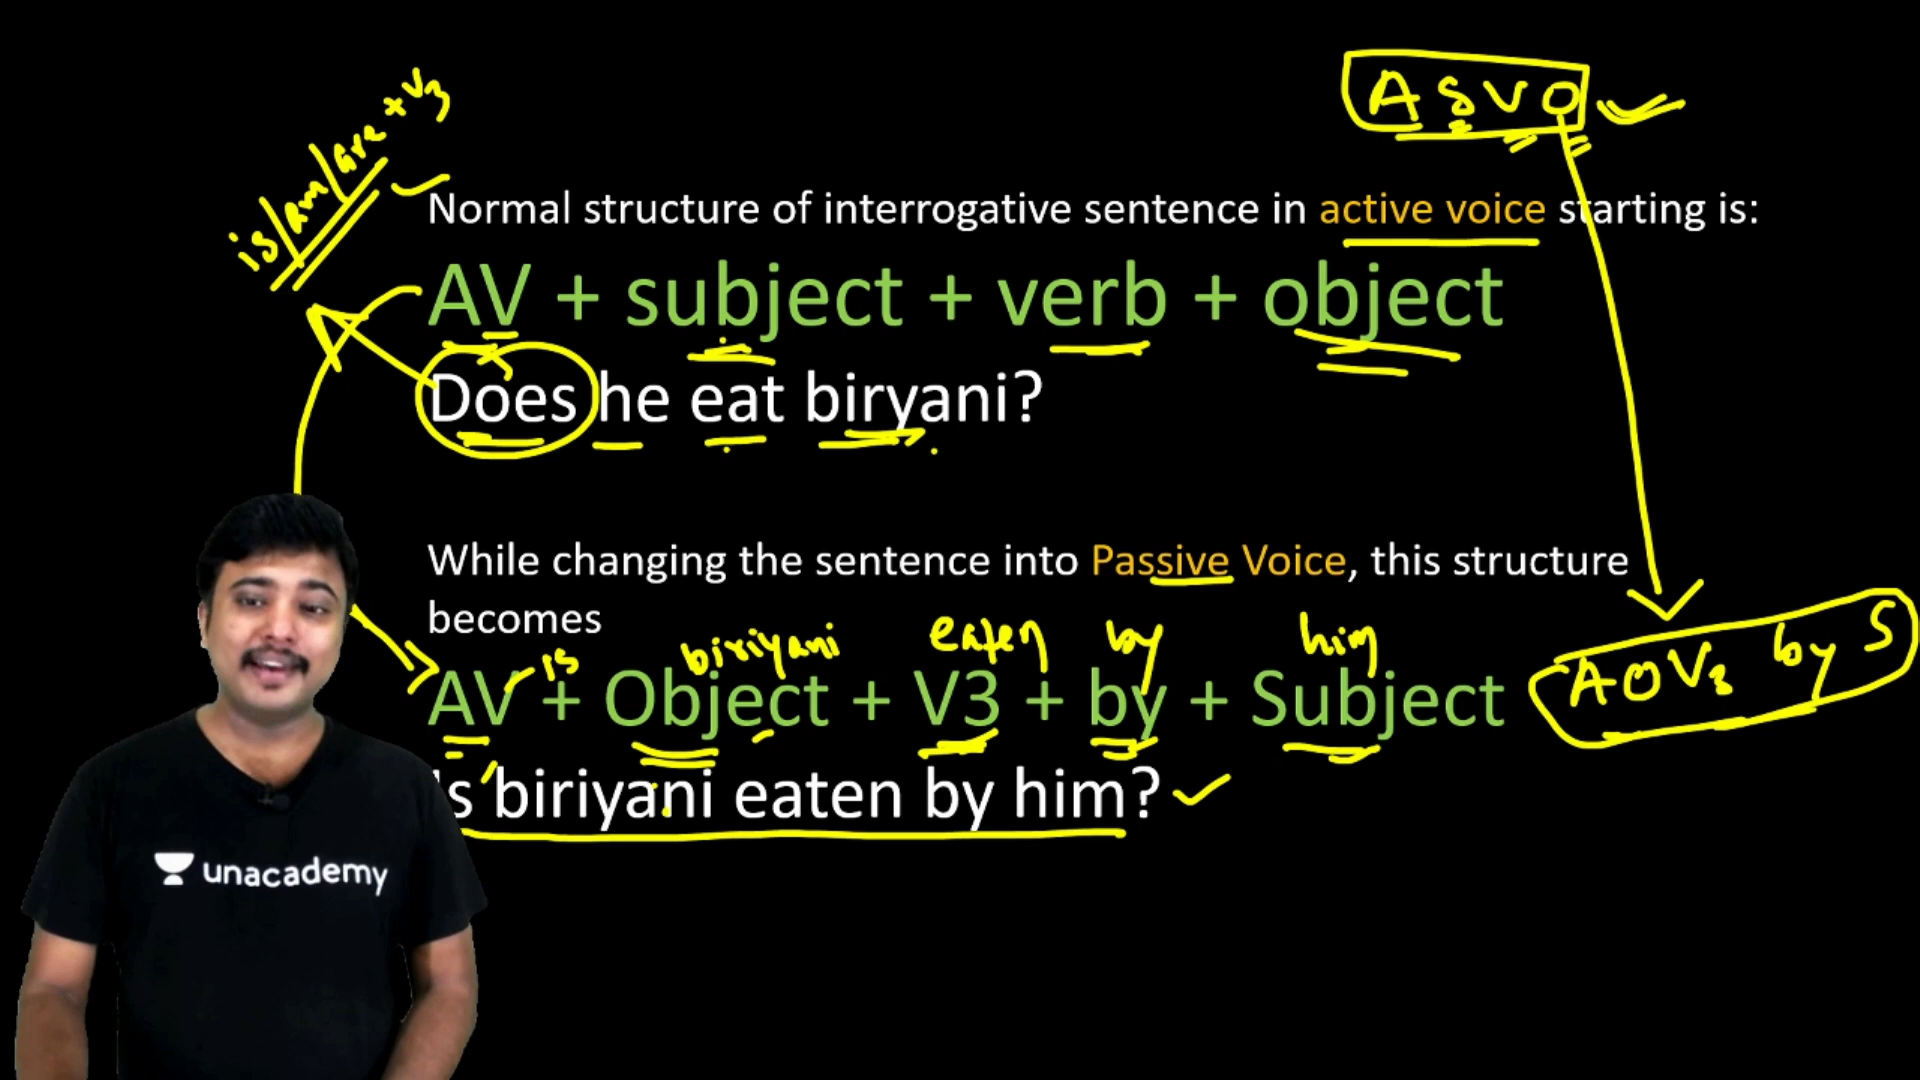 is/am/are +V3
A S V O
Normal structure of interrogative sentence in active voice starting is:
AV + subject + verb + object
Does he eat biryani?
While changing the sentence into Passive Voice, this structure
becomes
is biriyani eaten by him
AV + Object + V3 + by + Subject
A O V3 by S
Is biriyani eaten by him?
unacademy